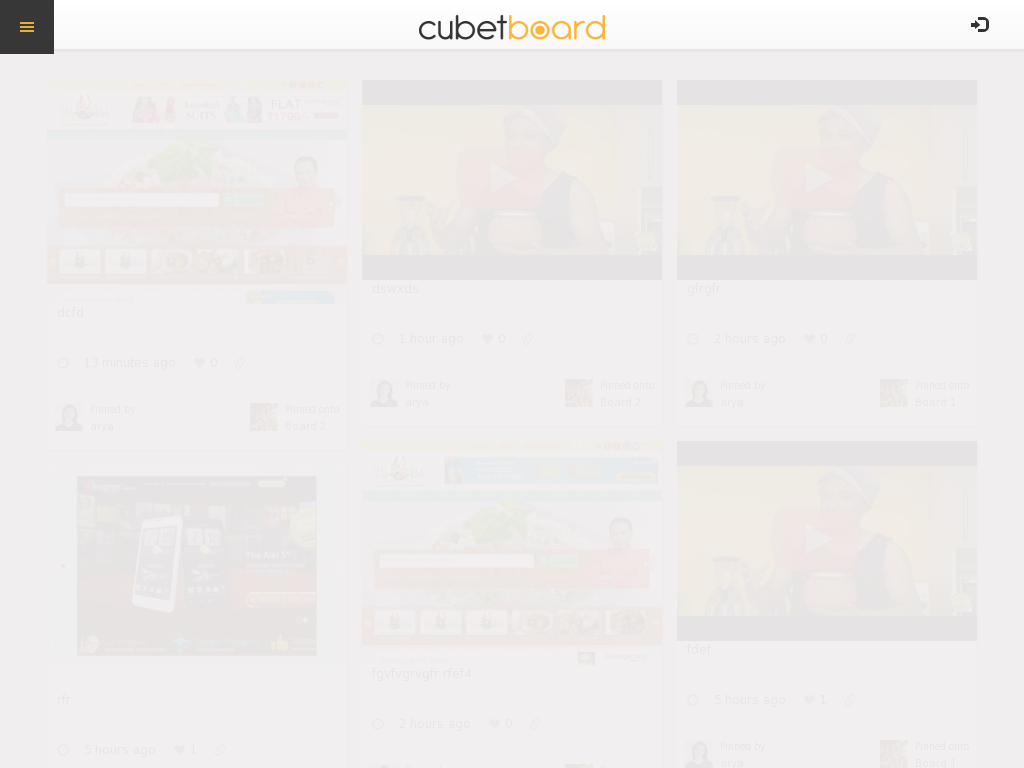 cubetboard
FLAT
SUITS
dcfd
13 minutes ago
0
Pinned by
arya
Pinned onto
Board 2
dswxds
1 hour ago
0
Pinned by
arya
Pinned onto
Board 2
gfrgfr
2 hours ago
0
Pinned by
arya
Pinned onto
Board 1
rfr
5 hours ago
1
fgvfvgrvgfr rfef4
2 hours ago
0
fdef
5 hours ago
1
Pinned by
arya
Pinned onto
Board 1